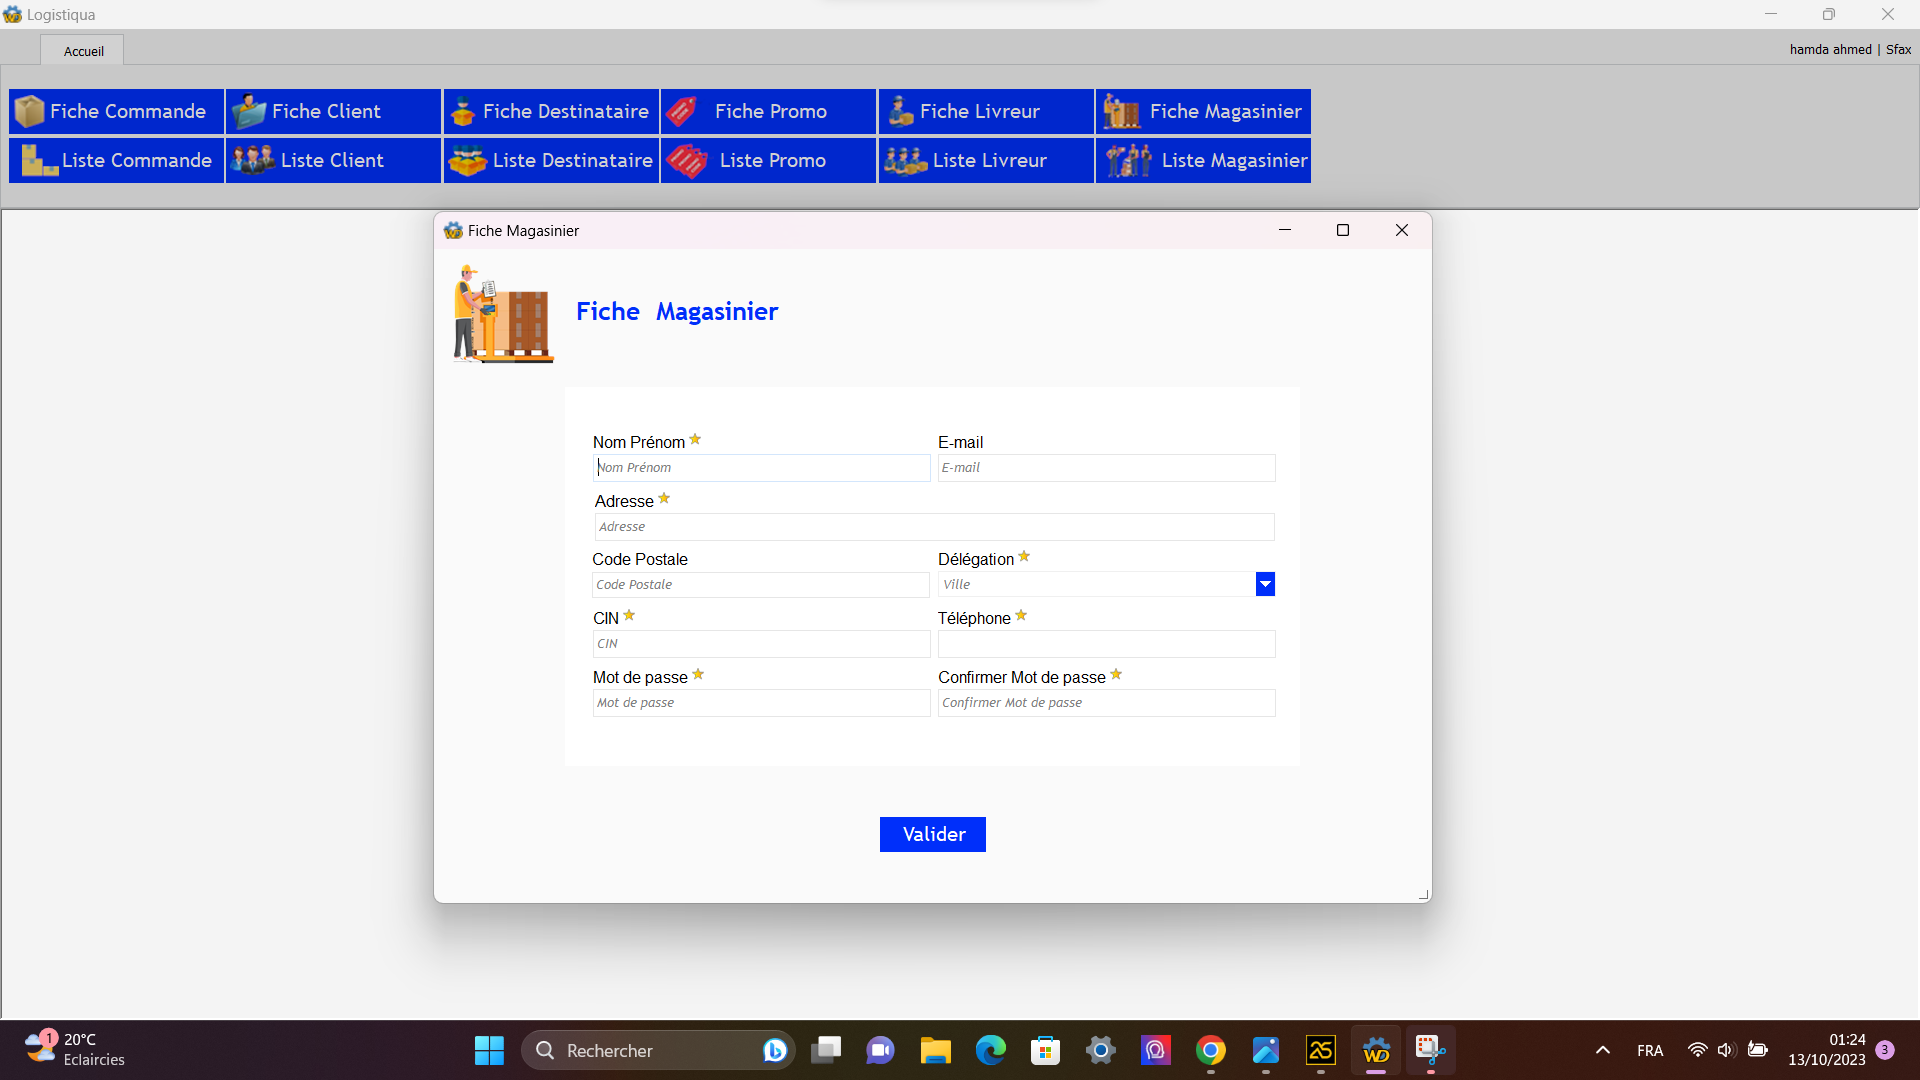 Logistiqua
Accueil
hamda ahmed | Sfax
Fiche Commande
Fiche Client
Fiche Destinataire
Fiche Promo
Fiche Livreur
Fiche Magasinier
Liste Commande
Liste Client
Liste Destinataire
Liste Promo
Liste Livreur
Liste Magasinier
Fiche Magasinier
Fiche Magasinier
Nom Prénom
E-mail
Nom Prénom
E-mail
Adresse
Adresse
Code Postale
Délégation
Code Postale
Ville
CIN
Téléphone
CIN
Mot de passe
Confirmer Mot de passe
Mot de passe
Confirmer Mot de passe
Valider
1
20°C
Eclaircies
Rechercher
WD
FRA
01:24
13/10/2023
3